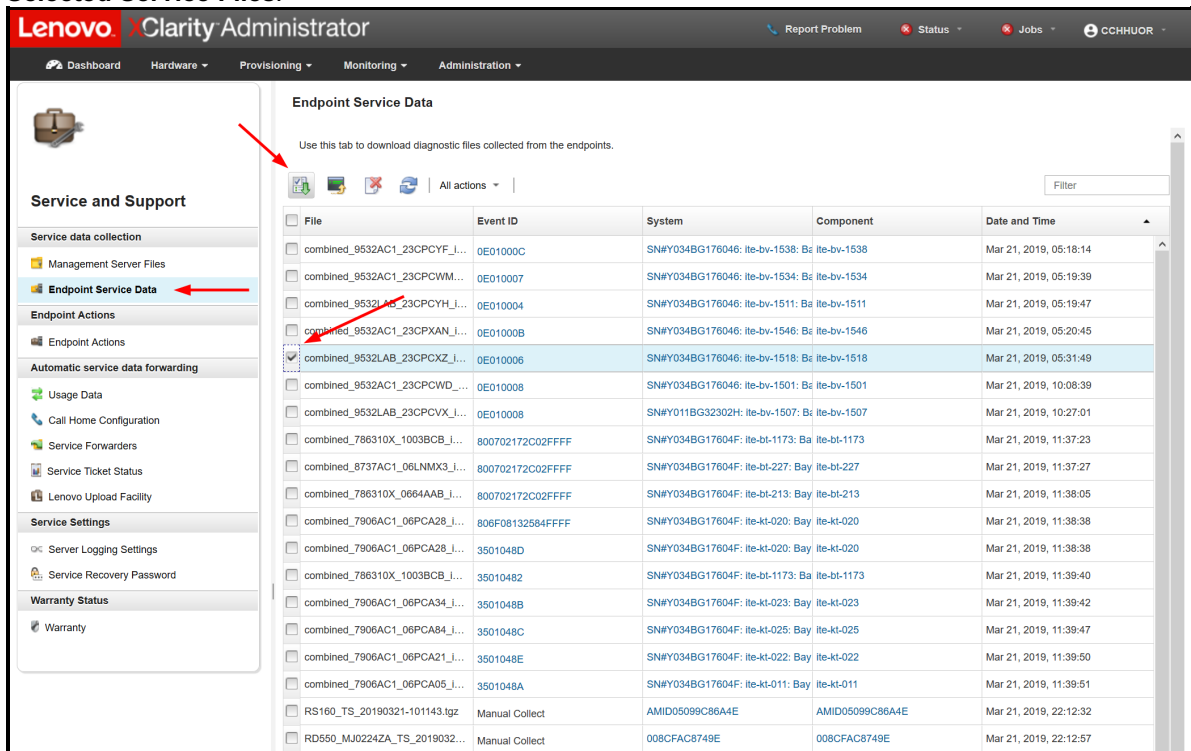 Selected Service Files.
Lenovo. XClarity Administrator
Report Problem Status Jobs CCHHUOR
Dashboard Hardware Provisioning Monitoring Administration
Service and Support
Service data collection
Management Server Files
Endpoint Service Data
Endpoint Actions
Endpoint Actions
Automatic service data forwarding
Usage Data
Call Home Configuration
Service Forwarders
Service Ticket Status
Lenovo Upload Facility
Service Settings
Server Logging Settings
Service Recovery Password
Warranty Status
Warranty
Endpoint Service Data
Use this tab to download diagnostic files collected from the endpoints.
All actions Filter
File Event ID System Component Date and Time
combined_9532AC1_23CPCYF_i... 0E01000C SN#Y034BG176046: ite-bv-1538: Ba ite-bv-1538 Mar 21, 2019, 05:18:14
combined_9532AC1_23CPCWM... 0E010007 SN#Y034BG176046: ite-bv-1534: Ba ite-bv-1534 Mar 21, 2019, 05:19:39
combined_9532LAB_23CPCYH_i... 0E010004 SN#Y034BG176046: ite-bv-1511: Ba ite-bv-1511 Mar 21, 2019, 05:19:47
combined_9532AC1_23CPXAN_i... 0E01000B SN#Y034BG176046: ite-bv-1546: Ba ite-bv-1546 Mar 21, 2019, 05:20:45
combined_9532LAB_23CPCXZ_i... 0E010006 SN#Y034BG176046: ite-bv-1518: Ba ite-bv-1518 Mar 21, 2019, 05:31:49
combined_9532AC1_23CPCWD_... 0E010008 SN#Y034BG176046: ite-bv-1501: Ba ite-bv-1501 Mar 21, 2019, 10:08:39
combined_9532LAB_23CPCVX_i... 0E010008 SN#Y011BG32302H: ite-bv-1507: Ba ite-bv-1507 Mar 21, 2019, 10:27:01
combined_786310X_1003BCB_i... 800702172C02FFFF SN#Y034BG17604F: ite-bt-1173: Ba ite-bt-1173 Mar 21, 2019, 11:37:23
combined_8737AC1_06LNMX3_i... 800702172C02FFFF SN#Y034BG17604F: ite-bt-227: Bay ite-bt-227 Mar 21, 2019, 11:37:27
combined_786310X_0664AAB_i... 800702172C02FFFF SN#Y034BG17604F: ite-bt-213: Bay ite-bt-213 Mar 21, 2019, 11:38:05
combined_7906AC1_06PCA28_i... 806F08132584FFFF SN#Y034BG17604F: ite-kt-020: Bay ite-kt-020 Mar 21, 2019, 11:38:38
combined_7906AC1_06PCA28_i... 3501048D SN#Y034BG17604F: ite-kt-020: Bay ite-kt-020 Mar 21, 2019, 11:38:38
combined_786310X_1003BCB_i... 35010482 SN#Y034BG17604F: ite-bt-1173: Ba ite-bt-1173 Mar 21, 2019, 11:39:40
combined_7906AC1_06PCA34_i... 3501048B SN#Y034BG17604F: ite-kt-023: Bay ite-kt-023 Mar 21, 2019, 11:39:42
combined_7906AC1_06PCA84_i... 3501048C SN#Y034BG17604F: ite-kt-025: Bay ite-kt-025 Mar 21, 2019, 11:39:47
combined_7906AC1_06PCA21_i... 3501048E SN#Y034BG17604F: ite-kt-022: Bay ite-kt-022 Mar 21, 2019, 11:39:50
combined_7906AC1_06PCA05_i... 3501048A SN#Y034BG17604F: ite-kt-011: Bay ite-kt-011 Mar 21, 2019, 11:39:51
RS160_TS_20190321-101143.tgz Manual Collect AMID05099C86A4E AMID05099C86A4E Mar 21, 2019, 22:12:32
RD550_MJ0224ZA_TS_2019032... Manual Collect 008CFAC8749E 008CFAC8749E Mar 21, 2019, 22:12:57